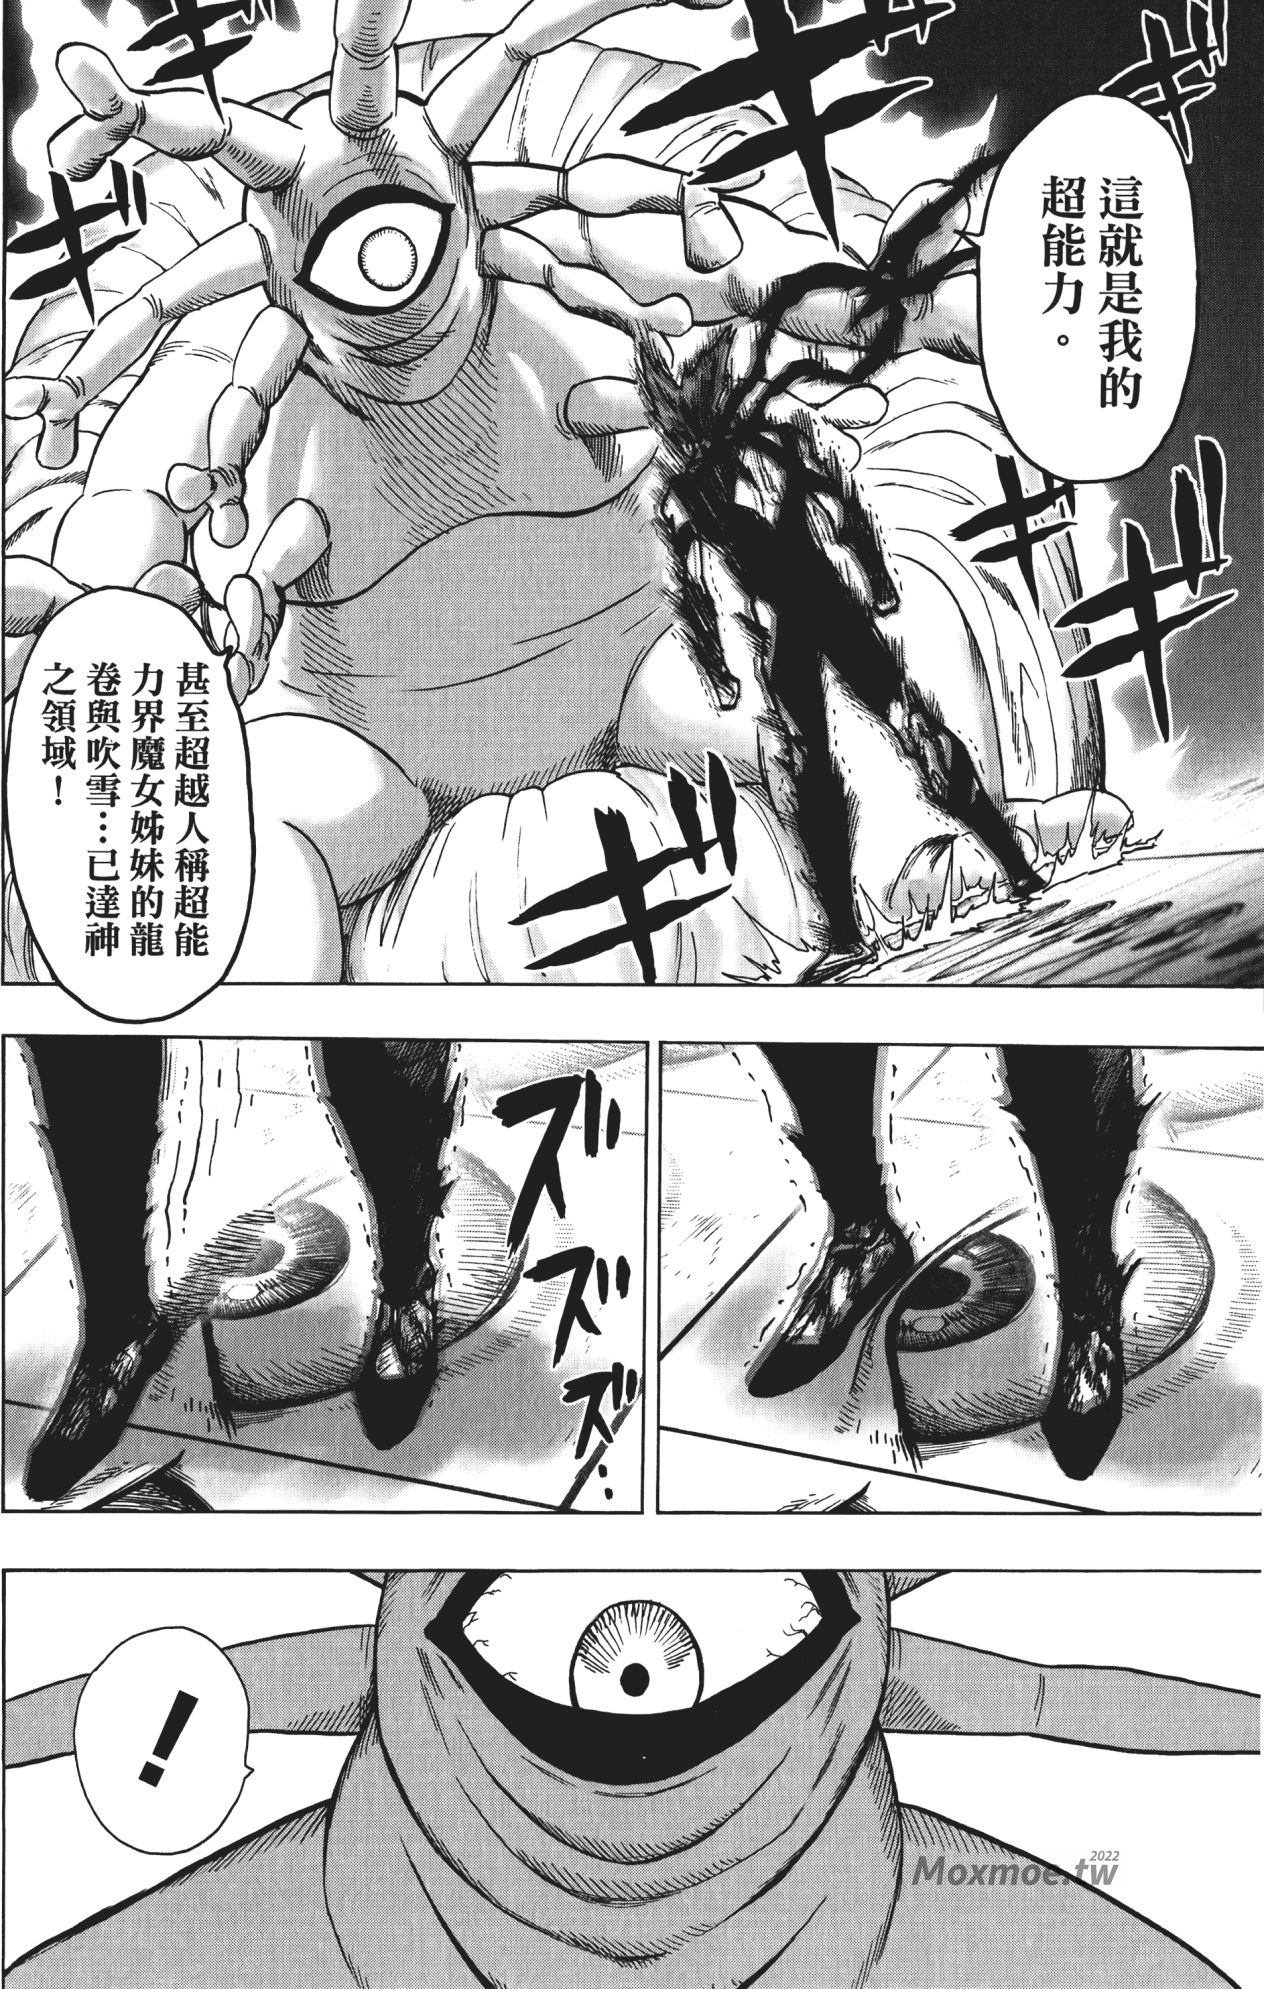 這就是我的
超能力。
甚至超越人稱超能
力界魔女姊妹的龍
卷與吹雪…已達神
之領域！
ギ
ギ
ギ
ギ
ギ
ギ
ギ
ギ
ズ
ズ
ズ…
！
2022
Moxmoe.tw